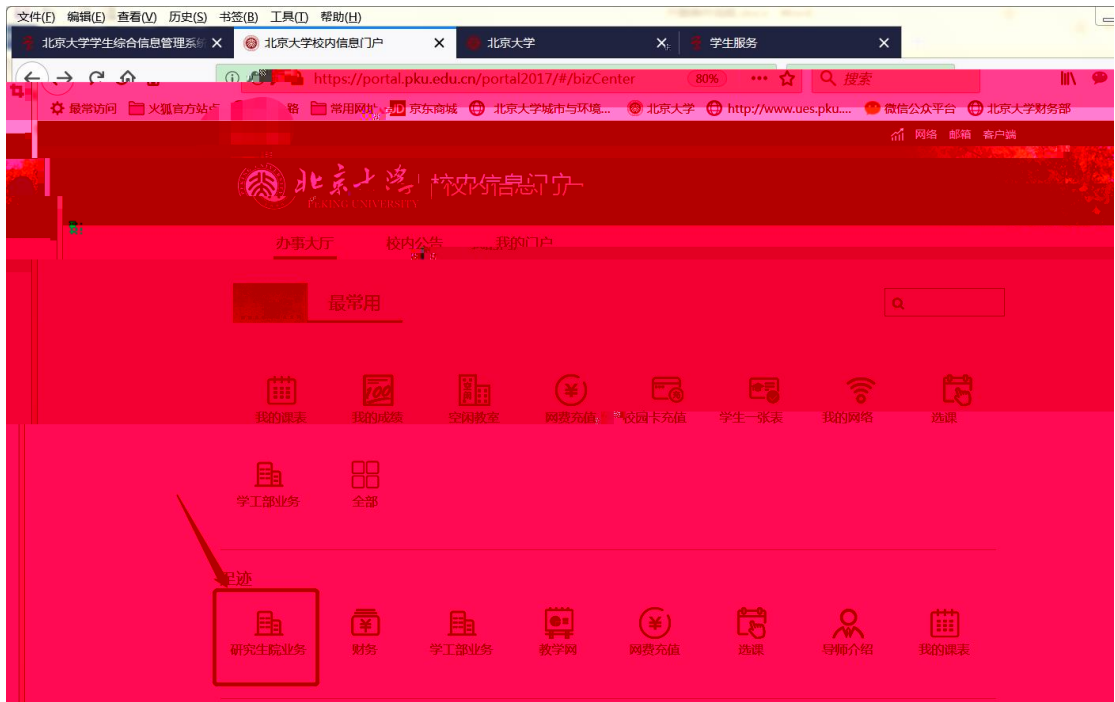 文件(F) 编辑(E) 查看(V) 历史(S) 书签(B) 工具(T) 帮助(H)
北京大学学生综合信息管理系统 北京大学校内信息门户 北京大学 学生服务
https://portal.pku.edu.cn/portal2017/#/bizCenter 80% 搜索
最常访问 火狐官方站点 常用网址 JD 京东商城 北京大学城市与环境... 北京大学 http://www.ues.pku.... 微信公众平台 北京大学财务部
网络 邮箱 客户端
北京大学 校内信息门户
PEKING UNIVERSITY
办事大厅 校内公告 我的门户
最常用
我的课表 我的成绩 空闲教室 网费充值 校园卡充值 学生一张表 我的网络 选课
学工部业务 全部
足迹
研究生院业务 财务 学工部业务 教学网 网费充值 选课 导师介绍 我的课表